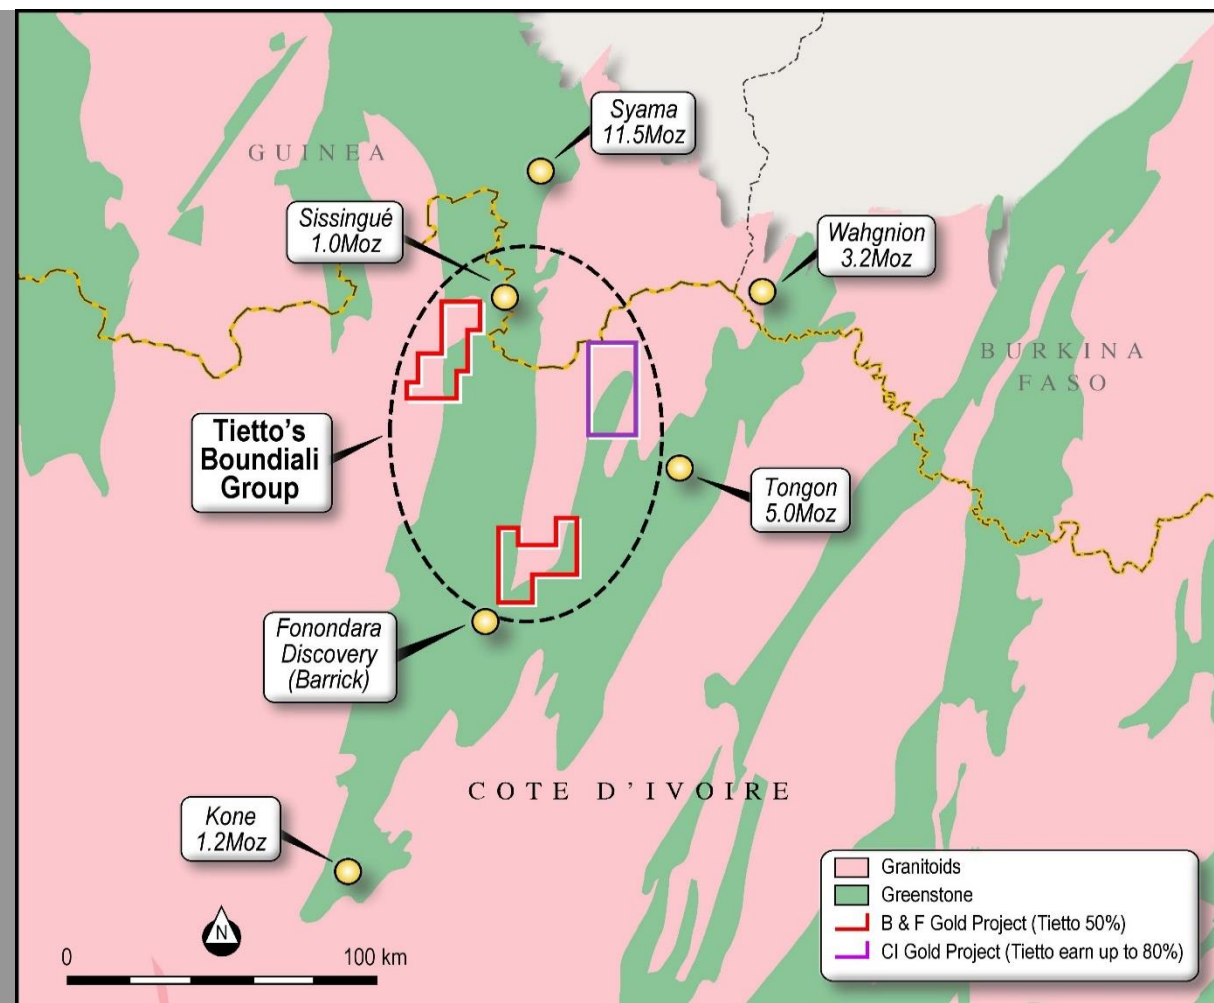 Syama
11.5Moz
GUINEA
Sissingué
1.0Moz
Wahgnion
3.2Moz
BURKINA
FASO
Tietto's
Boundiali
Group
Tongon
5.0Moz
Fonondara
Discovery
(Barrick)
COTE D'IVOIRE
Kone
1.2Moz
N
0 100 km
Granitoids
Greenstone
B & F Gold Project (Tietto 50%)
CI Gold Project (Tietto earn up to 80%)